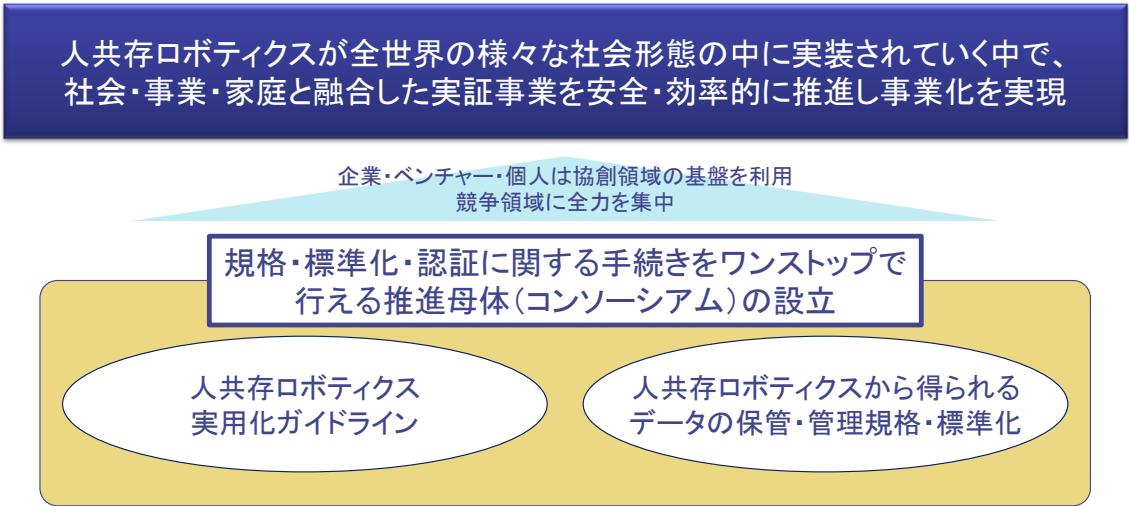 人共存ロボティクスが全世界の様々な社会形態の中に実装されていく中で、
社会・事業・家庭と融合した実証事業を安全・効率的に推進し事業化を実現
企業・ベンチャー・個人は協創領域の基盤を利用
競争領域に全力を集中
規格・標準化・認証に関する手続きをワンストップで
行える推進母体（コンソーシアム）の設立
人共存ロボティクス
実用化ガイドライン
人共存ロボティクスから得られる
データの保管・管理規格・標準化